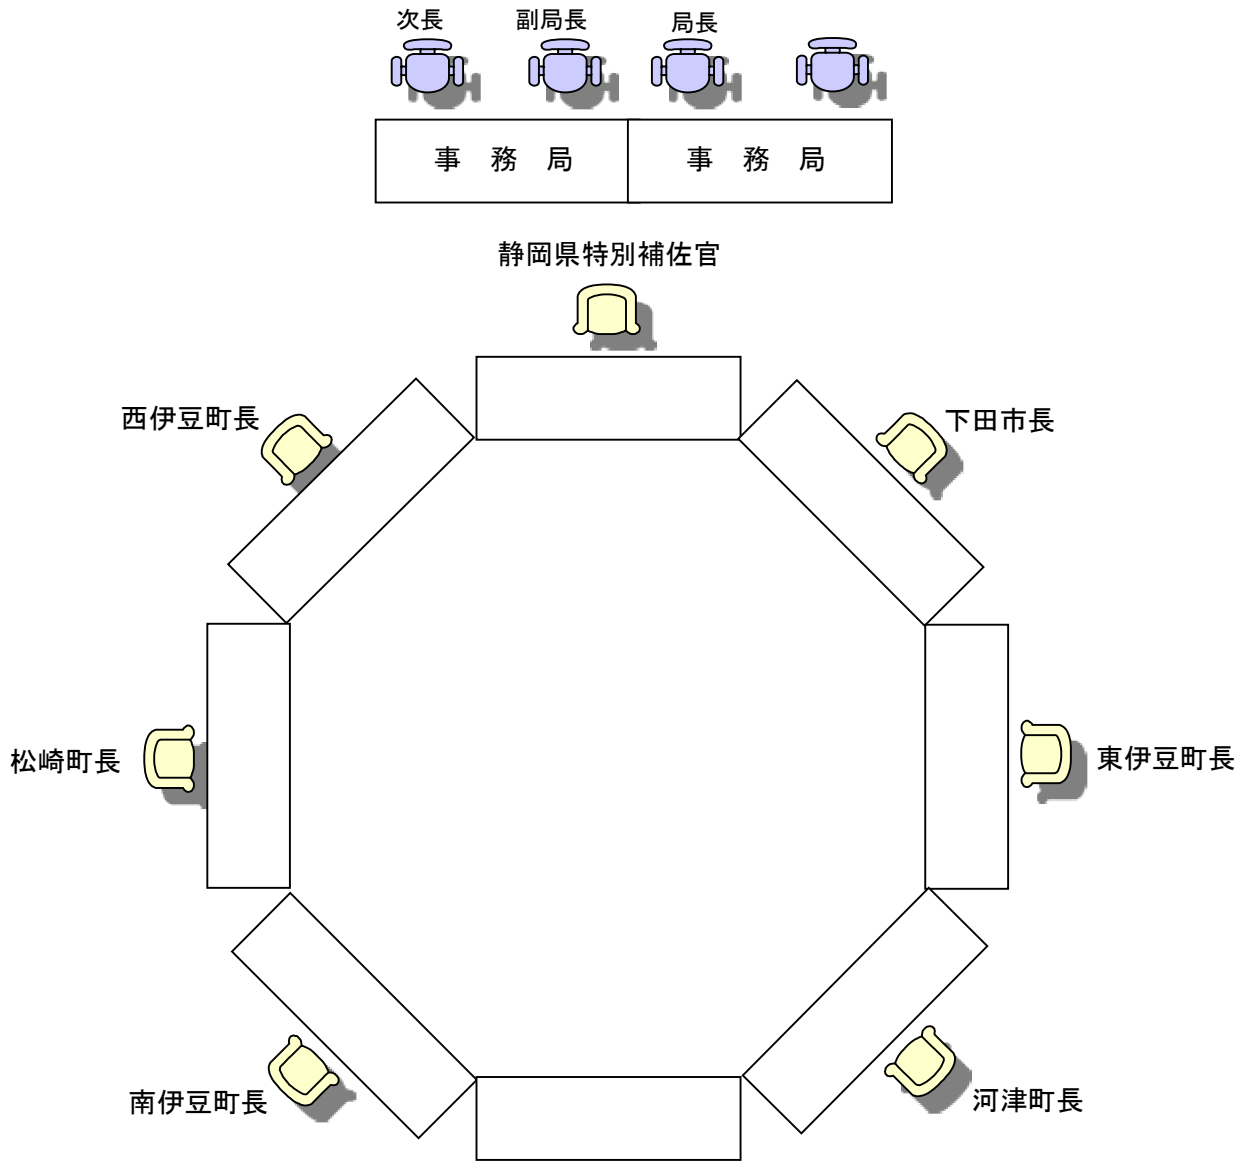 次長
副局長
局長
事　務　局
事　務　局
静岡県特別補佐官
西伊豆町長
下田市長
松崎町長
東伊豆町長
南伊豆町長
河津町長